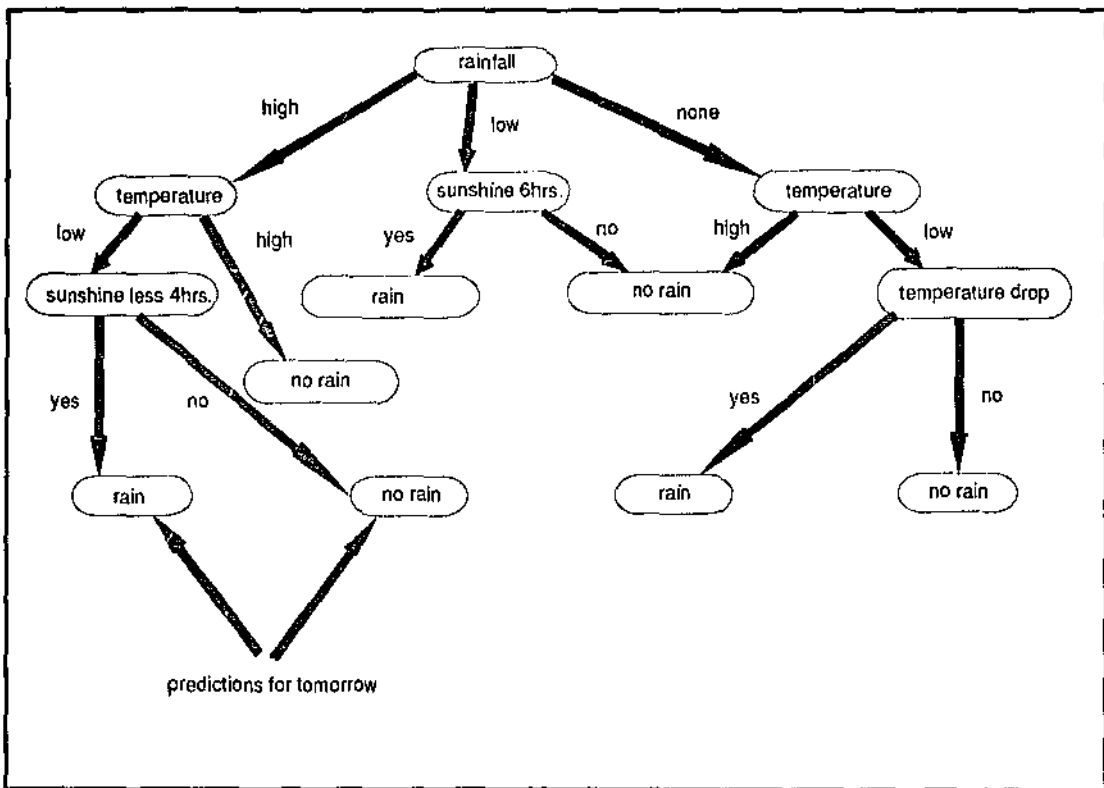 rainfall
high
low
none
temperature
sunshine 6hrs.
temperature
low
high
yes
no
high
low
sunshine less 4hrs.
rain
no rain
temperature drop
no rain
yes
no
yes
no
rain
no rain
rain
no rain
predictions for tomorrow